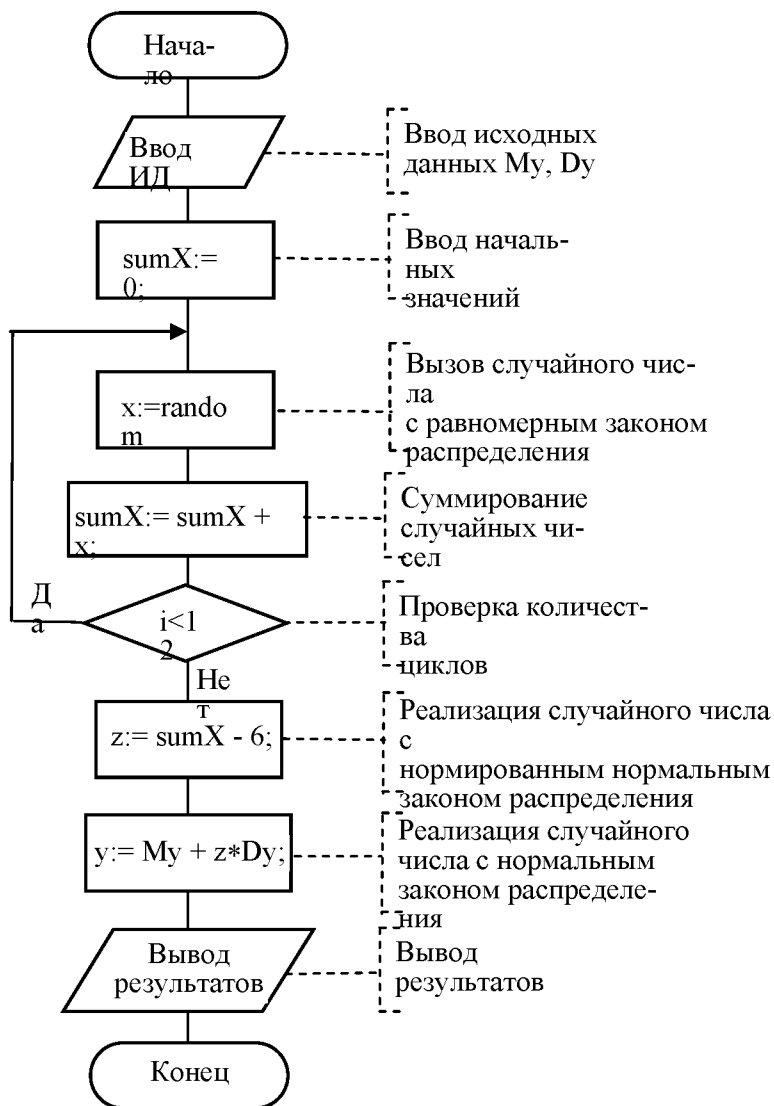 Нача-
ло
Ввод
ИД
Ввод исходных
данных My, Dy
sumX:=
0;
Ввод началь-
ных
значений
x:=rando
m
Вызов случайного чис-
ла
с равномерным законом
распределения
sumX:= sumX +
x;
Суммирование
случайных чи-
сел
Д
а
i<1
2
Проверка количест-
ва
циклов
Не
т
z:= sumX - 6;
Реализация случайного числа
с
нормированным нормальным
законом распределения
y:= My + z*Dy;
Реализация случайного
числа с нормальным
законом распределе-
ния
Вывод
результатов
Вывод
результатов
Конец